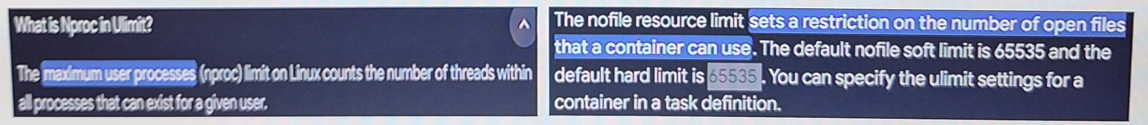 What is Nproc in Ulimit?
The maximum user processes (nproc) limit on Linux counts the number of threads within
all processes that can exist for a given user.
The nofile resource limit sets a restriction on the number of open files
that a container can use. The default nofile soft limit is 65535 and the
default hard limit is 65535. You can specify the ulimit settings for a
container in a task definition.